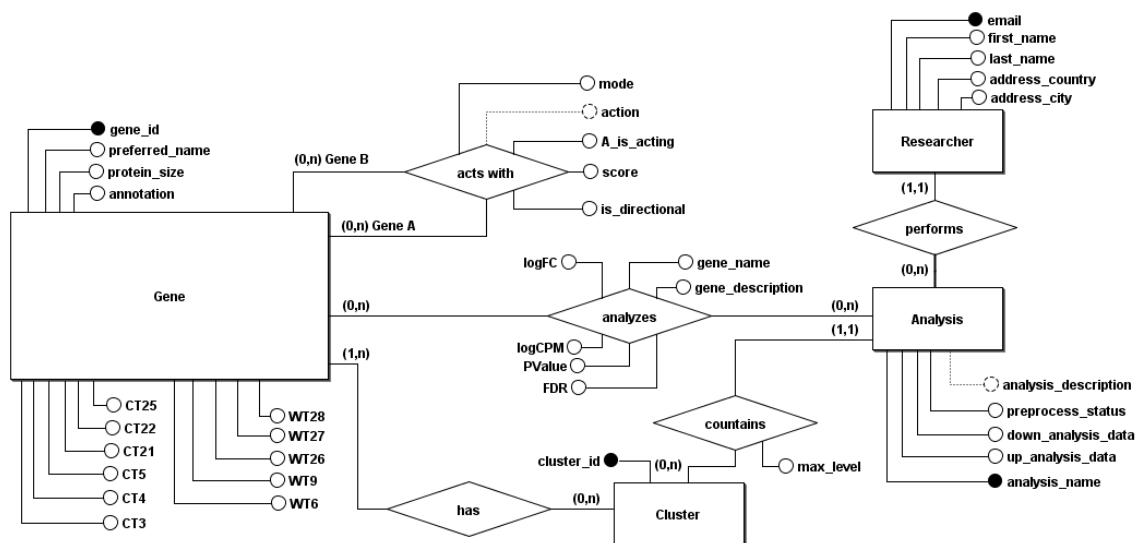 email
first_name
last_name
address_country
address_city
Researcher
(1,1)
performs
(0,n)
mode
action
A_is_acting
score
is_directional
acts with
(0,n) Gene B
(0,n) Gene A
gene_id
preferred_name
protein_size
annotation
Gene
(0,n)
(1,n)
logFC
gene_name
gene_description
analyzes
logCPM
PValue
FDR
(0,n)
(1,1)
Analysis
analysis_description
preprocess_status
down_analysis_data
up_analysis_data
analysis_name
CT25
CT22
CT21
CT5
CT4
CT3
WT28
WT27
WT26
WT9
WT6
countains
max_level
cluster_id
(0,n)
has
(0,n)
Cluster